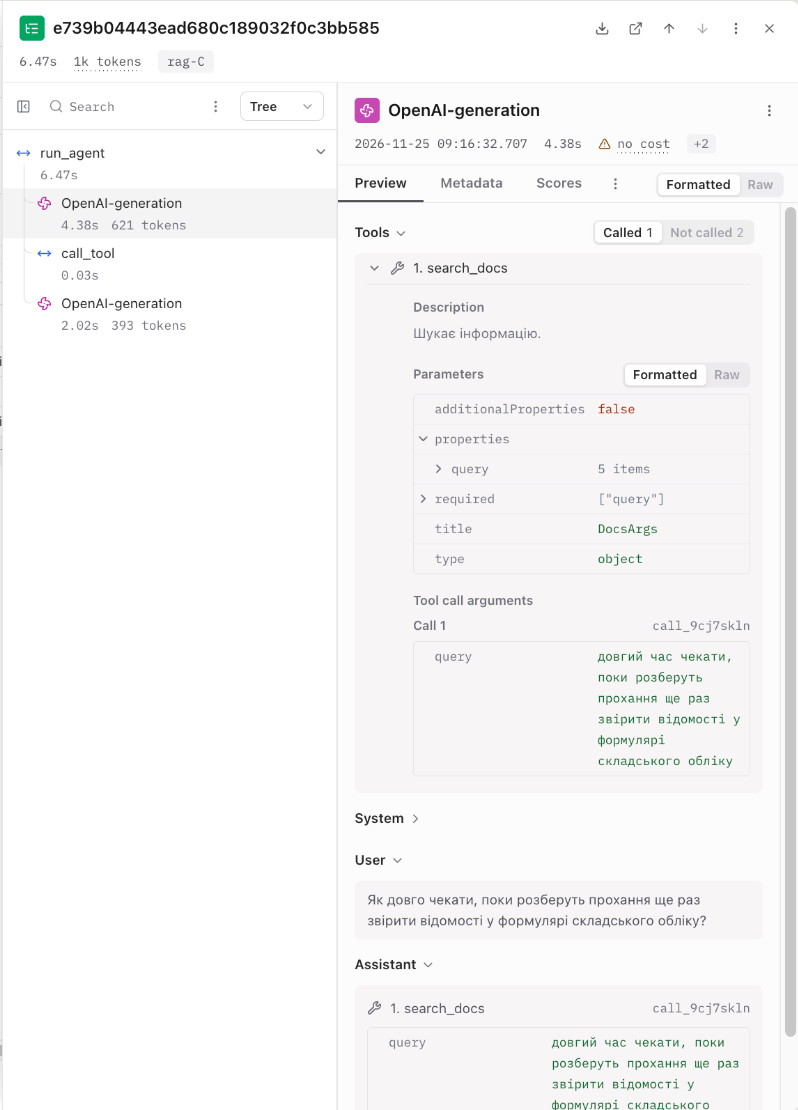 e739b04443ead680c189032f0c3bb585
6.47s 1k tokens rag-C
Search
Tree
run_agent
6.47s
OpenAI-generation
4.38s 621 tokens
call_tool
0.03s
OpenAI-generation
2.02s 393 tokens
OpenAI-generation
2026-11-25 09:16:32.707 4.38s no cost +2
Preview Metadata Scores Formatted Raw
Tools Called 1 Not called 2
1. search_docs
Description
Шукає інформацію.
Parameters Formatted Raw
additionalProperties false
properties
query 5 items
required ["query"]
title DocsArgs
type object
Tool call arguments
Call 1 call_9cj7skln
query довгий час чекати,
поки розберуть
прохання ще раз
звірити відомості у
формулярі
складського обліку
System
User
Як довго чекати, поки розберуть прохання ще раз
звірити відомості у формулярі складського обліку?
Assistant
1. search_docs call_9cj7skln
query довгий час чекати, поки
розберуть прохання ще раз
звірити відомості у
формулярі складського